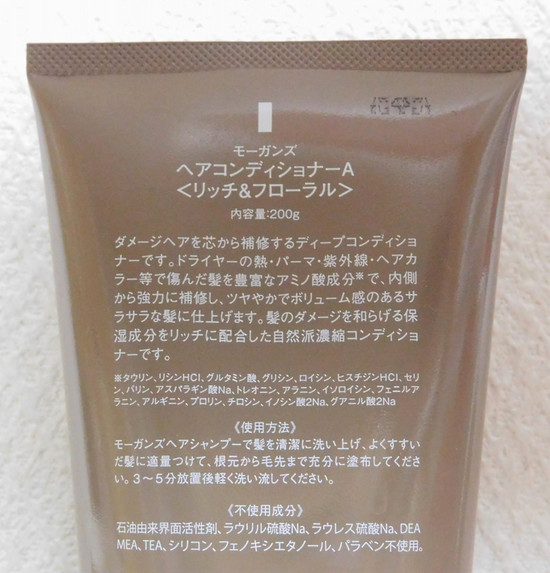 モーガンズ
ヘアコンディショナーA
<リッチ&フローラル>
内容量:200g
ダメージヘアを芯から補修するディープコンディショ
ナーです。ドライヤーの熱・パーマ・紫外線・ヘアカ
ラー等で傷んだ髪を豊富なアミノ酸成分※で、内側
から強力に補修し、ツヤやかでボリューム感のあるサ
ラサラな髪に仕上げます。髪のダメージを和らげる保
湿成分をリッチに配合した自然派濃縮コンディショ
ナーです。
※タウリン、リシンHCl、グルタミン酸、グリシン、ロイシン、ヒスチジンHCl、セリ
ン、バリン、アスパラギン酸Na、トレオニン、アラニン、イソロイシン、フェニルア
ラニン、アルギニン、プロリン、チロシン、イノシン酸2Na、グアニル酸2Na
《使用方法》
モーガンズヘアシャンプーで髪を清潔に洗い上げ、よくすすい
だ髪に適量つけて、根元から毛先まで充分に塗布してくださ
い。3〜5分放置後軽く洗い流してください。
《不使用成分》
石油由来界面活性剤、ラウリル硫酸Na、ラウレス硫酸Na、DEA
MEA、TEA、シリコン、フェノキシエタノール、パラベン不使用。